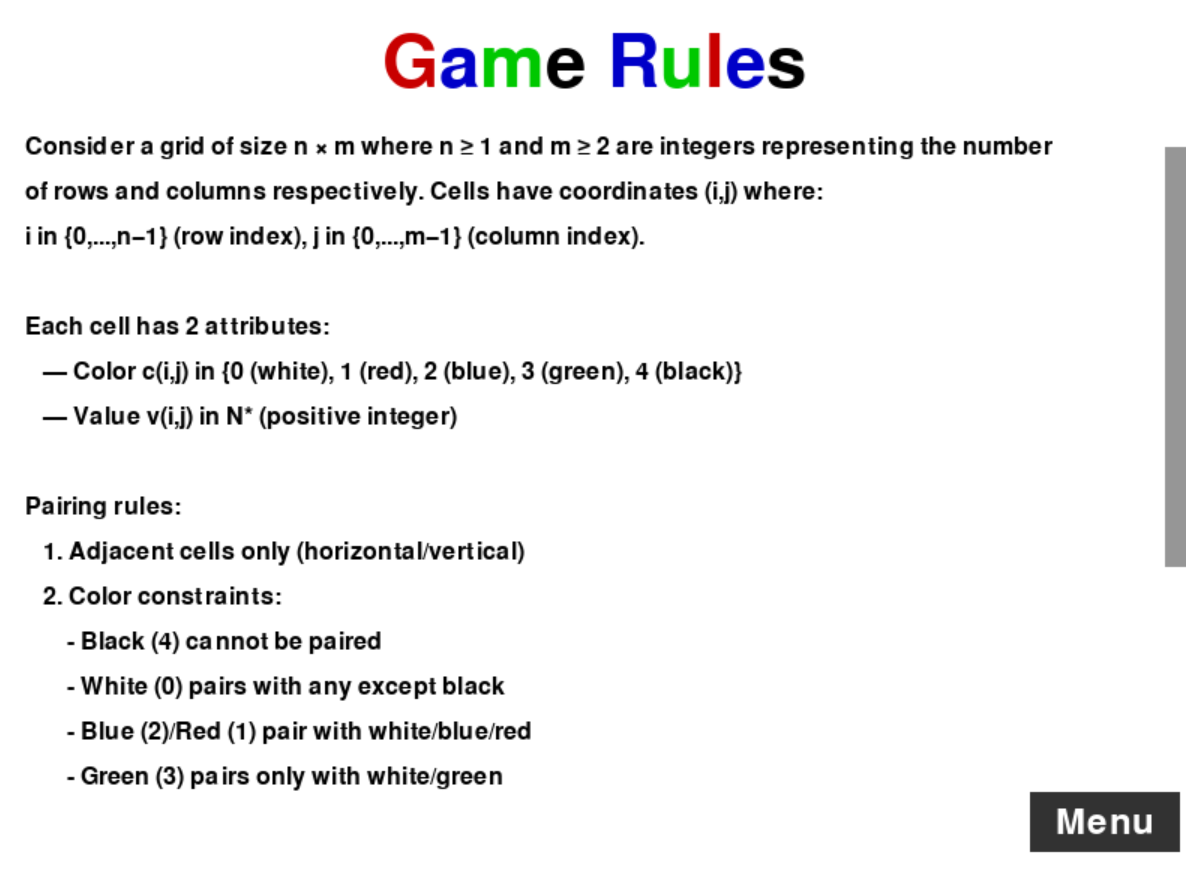 Game Rules
Consider a grid of size n × m where n ≥ 1 and m ≥ 2 are integers representing the number
of rows and columns respectively. Cells have coordinates (i,j) where:
i in {0,...,n−1} (row index), j in {0,...,m−1} (column index).
Each cell has 2 attributes:
— Color c(i,j) in {0 (white), 1 (red), 2 (blue), 3 (green), 4 (black)}
— Value v(i,j) in N* (positive integer)
Pairing rules:
1. Adjacent cells only (horizontal/vertical)
2. Color constraints:
- Black (4) cannot be paired
- White (0) pairs with any except black
- Blue (2)/Red (1) pair with white/blue/red
- Green (3) pairs only with white/green
Menu